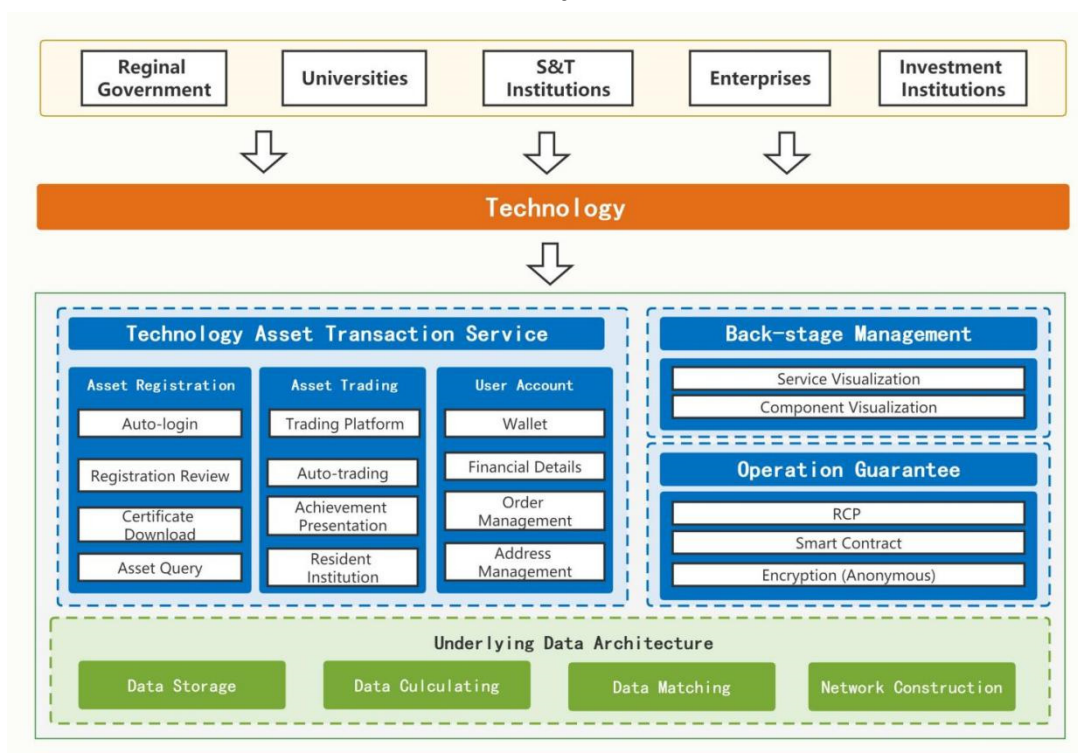 Reginal
Government
Universities
S&T
Institutions
Enterprises
Investment
Institutions
Technology
Technology Asset Transaction Service
Asset Registration
Auto-login
Registration Review
Certificate
Download
Asset Query
Asset Trading
Trading Platform
Auto-trading
Achievement
Presentation
Resident
Institution
User Account
Wallet
Financial Details
Order
Management
Address
Management
Back-stage Management
Service Visualization
Component Visualization
Operation Guarantee
RCP
Smart Contract
Encryption (Anonymous)
Underlying Data Architecture
Data Storage
Data Culculating
Data Matching
Network Construction